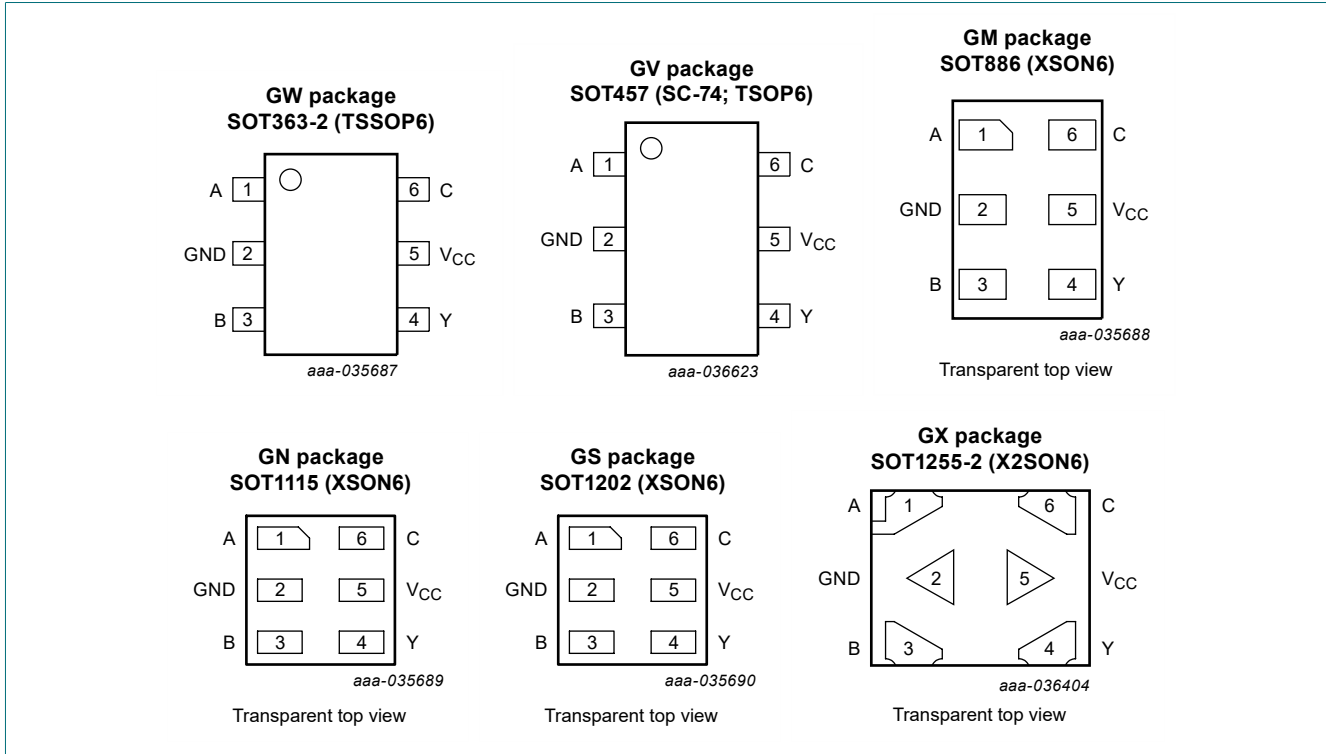 GW package
SOT363-2 (TSSOP6)
A 1 6 C
GND 2 5 VCC
B 3 4 Y
aaa-035687
GV package
SOT457 (SC-74; TSOP6)
A 1 6 C
GND 2 5 VCC
B 3 4 Y
aaa-036623
GM package
SOT886 (XSON6)
A 1 6 C
GND 2 5 VCC
B 3 4 Y
aaa-035688
Transparent top view
GN package
SOT1115 (XSON6)
A 1 6 C
GND 2 5 VCC
B 3 4 Y
aaa-035689
Transparent top view
GS package
SOT1202 (XSON6)
A 1 6 C
GND 2 5 VCC
B 3 4 Y
aaa-035690
Transparent top view
GX package
SOT1255-2 (X2SON6)
A 1 6 C
GND 2 5 VCC
B 3 4 Y
aaa-036404
Transparent top view